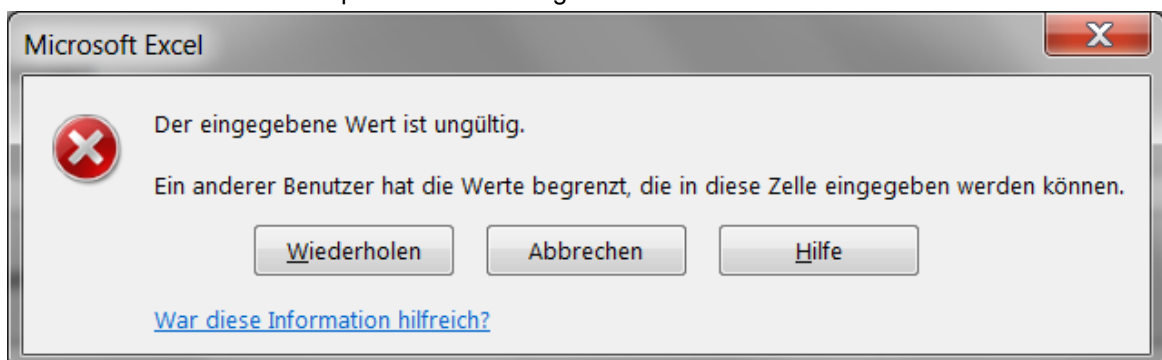 Microsoft Excel
X
Der eingegebene Wert ist ungültig.
Ein anderer Benutzer hat die Werte begrenzt, die in diese Zelle eingegeben werden können.
Wiederholen Abbrechen Hilfe
War diese Information hilfreich?